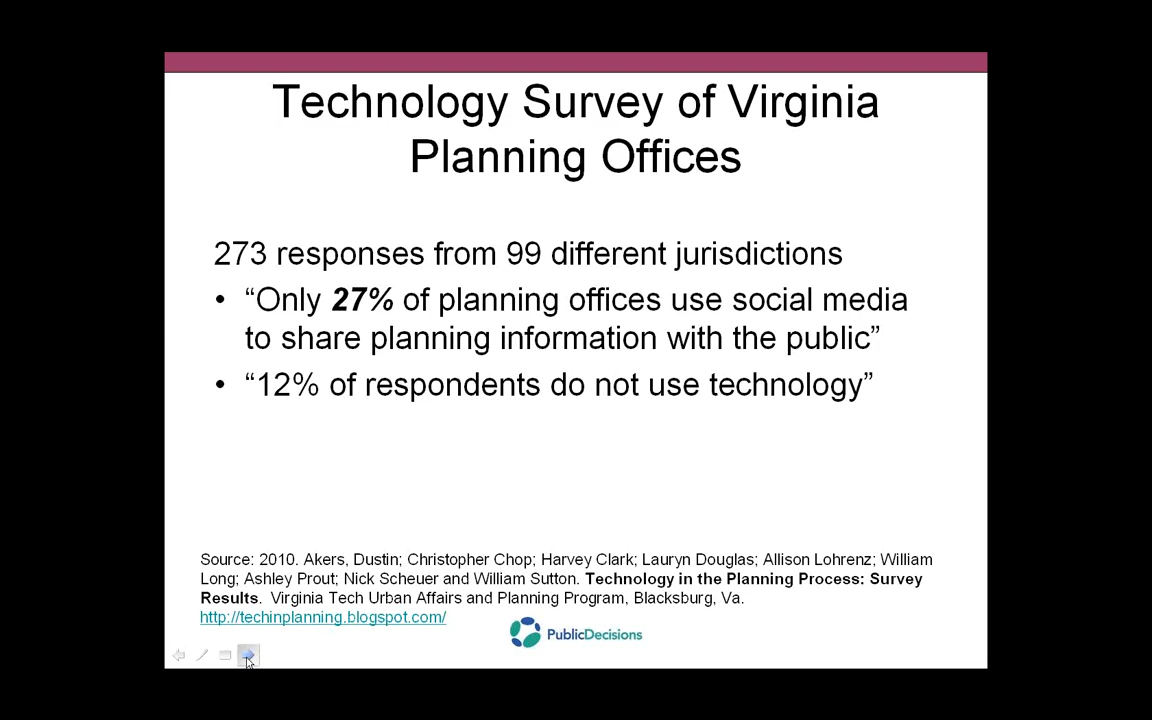 Technology Survey of Virginia
Planning Offices
273 responses from 99 different jurisdictions
• “Only 27% of planning offices use social media
to share planning information with the public”
• “12% of respondents do not use technology”
Source: 2010. Akers, Dustin; Christopher Chop; Harvey Clark; Lauryn Douglas; Allison Lohrenz; William
Long; Ashley Prout; Nick Scheuer and William Sutton. Technology in the Planning Process: Survey
Results. Virginia Tech Urban Affairs and Planning Program, Blacksburg, Va.
http://techinplanning.blogspot.com/
PublicDecisions